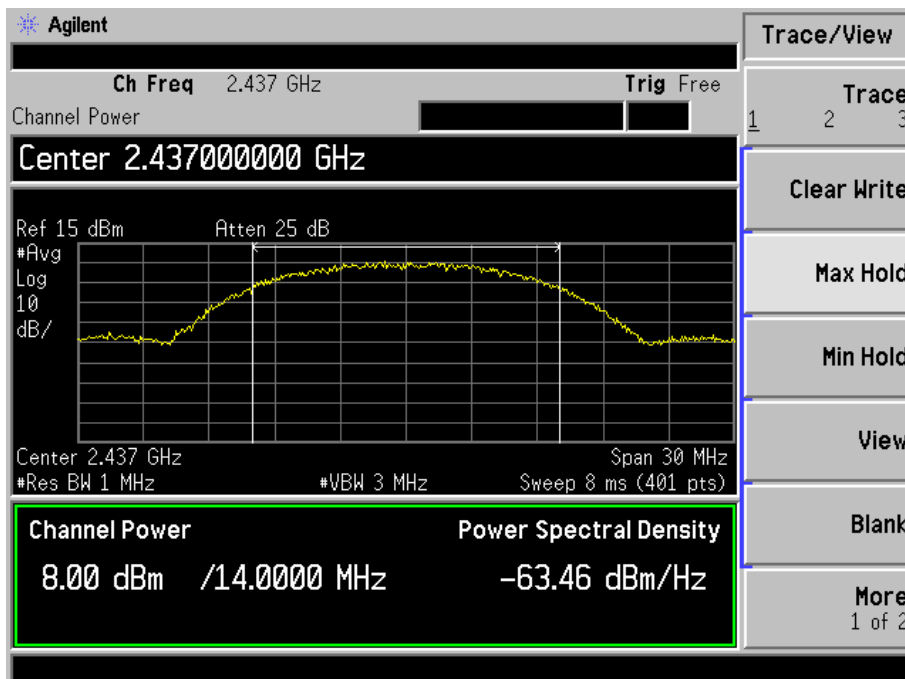 Agilent
Ch Freq 2.437 GHz Trig Free
Channel Power
Center 2.437000000 GHz
Ref 15 dBm Atten 25 dB
#Avg
Log
10
dB/
Center 2.437 GHz Span 30 MHz
#Res BW 1 MHz #VBW 3 MHz Sweep 8 ms (401 pts)
Channel Power Power Spectral Density
8.00 dBm /14.0000 MHz -63.46 dBm/Hz
Trace/View
Trace
1 2 3
Clear Write
Max Hold
Min Hold
View
Blank
More
1 of 2